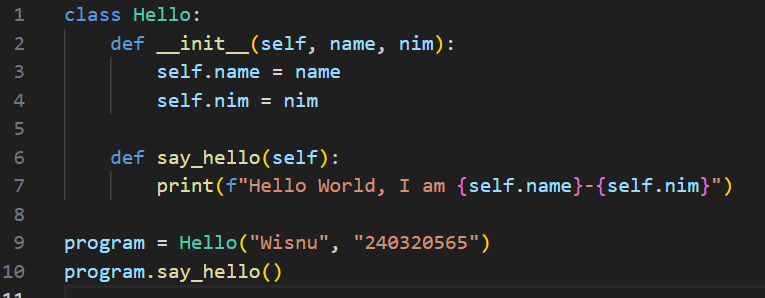 1 class Hello:
2     def __init__(self, name, nim):
3         self.name = name
4         self.nim = nim
5
6     def say_hello(self):
7         print(f"Hello World, I am {self.name}-{self.nim}")
8
9 program = Hello("Wisnu", "240320565")
10 program.say_hello()
11